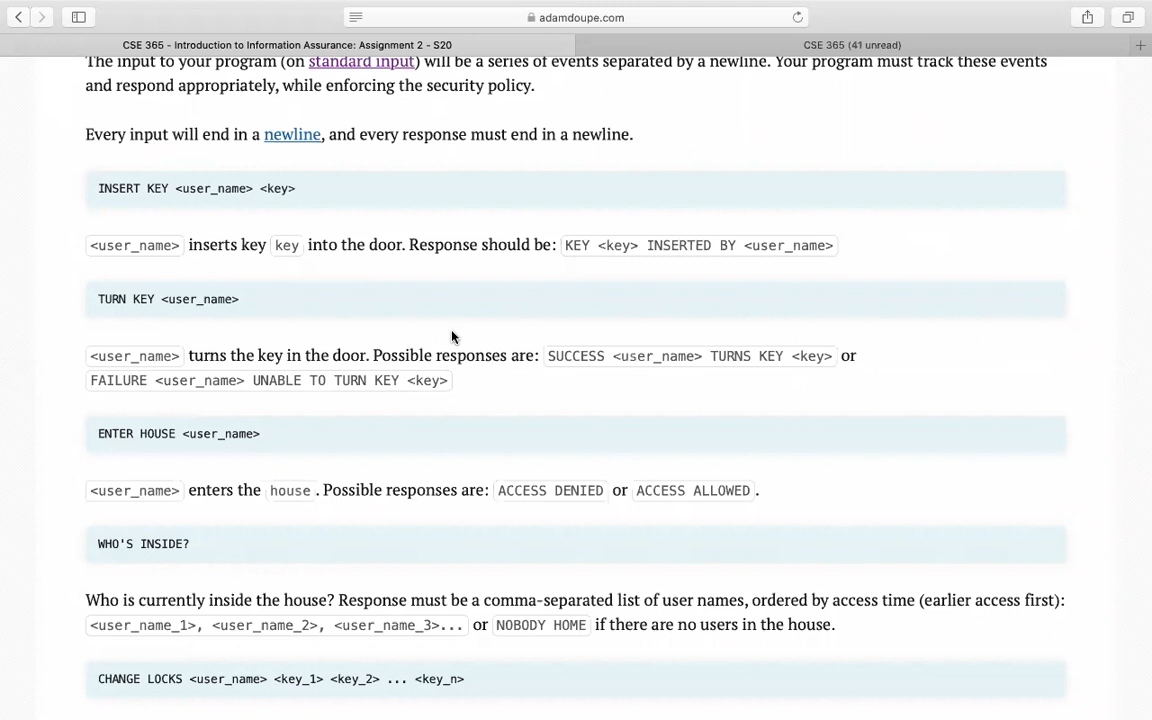 adamdoupe.com
CSE 365 - Introduction to Information Assurance: Assignment 2 - S20
CSE 365 (41 unread)
The input to your program (on standard input) will be a series of events separated by a newline. Your program must track these events
and respond appropriately, while enforcing the security policy.
Every input will end in a newline, and every response must end in a newline.
INSERT KEY <user_name> <key>
<user_name> inserts key key into the door. Response should be: KEY <key> INSERTED BY <user_name>
TURN KEY <user_name>
<user_name> turns the key in the door. Possible responses are: SUCCESS <user_name> TURNS KEY <key> or
FAILURE <user_name> UNABLE TO TURN KEY <key>
ENTER HOUSE <user_name>
<user_name> enters the house. Possible responses are: ACCESS DENIED or ACCESS ALLOWED.
WHO'S INSIDE?
Who is currently inside the house? Response must be a comma-separated list of user names, ordered by access time (earlier access first):
<user_name_1>, <user_name_2>, <user_name_3>... or NOBODY HOME if there are no users in the house.
CHANGE LOCKS <user_name> <key_1> <key_2> ... <key_n>